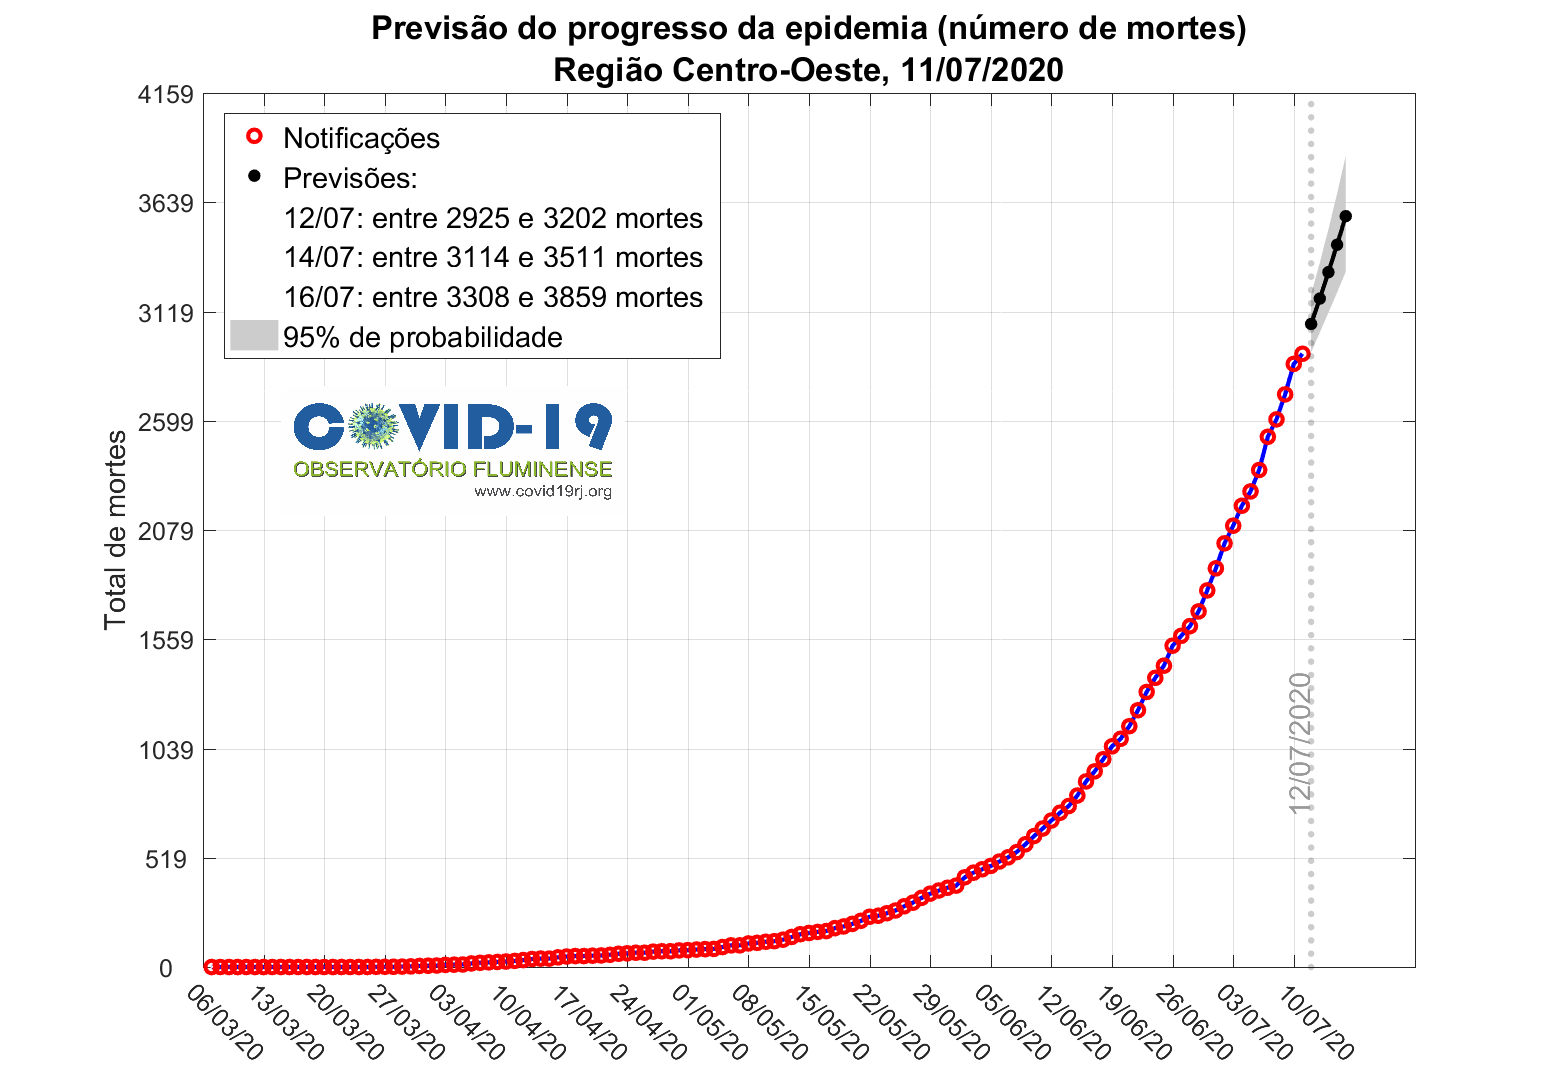 Previsão do progresso da epidemia (número de mortes)
Região Centro-Oeste, 11/07/2020
4159
3639
3119
2599
2079
1559
1039
519
0
Total de mortes
Notificações
Previsões:
12/07: entre 2925 e 3202 mortes
14/07: entre 3114 e 3511 mortes
16/07: entre 3308 e 3859 mortes
95% de probabilidade
COVID-19
OBSERVATÓRIO FLUMINENSE
www.covid19rj.org
12/07/2020
06/03/20
13/03/20
20/03/20
27/03/20
03/04/20
10/04/20
17/04/20
24/04/20
01/05/20
08/05/20
15/05/20
22/05/20
29/05/20
05/06/20
12/06/20
19/06/20
26/06/20
03/07/20
10/07/20